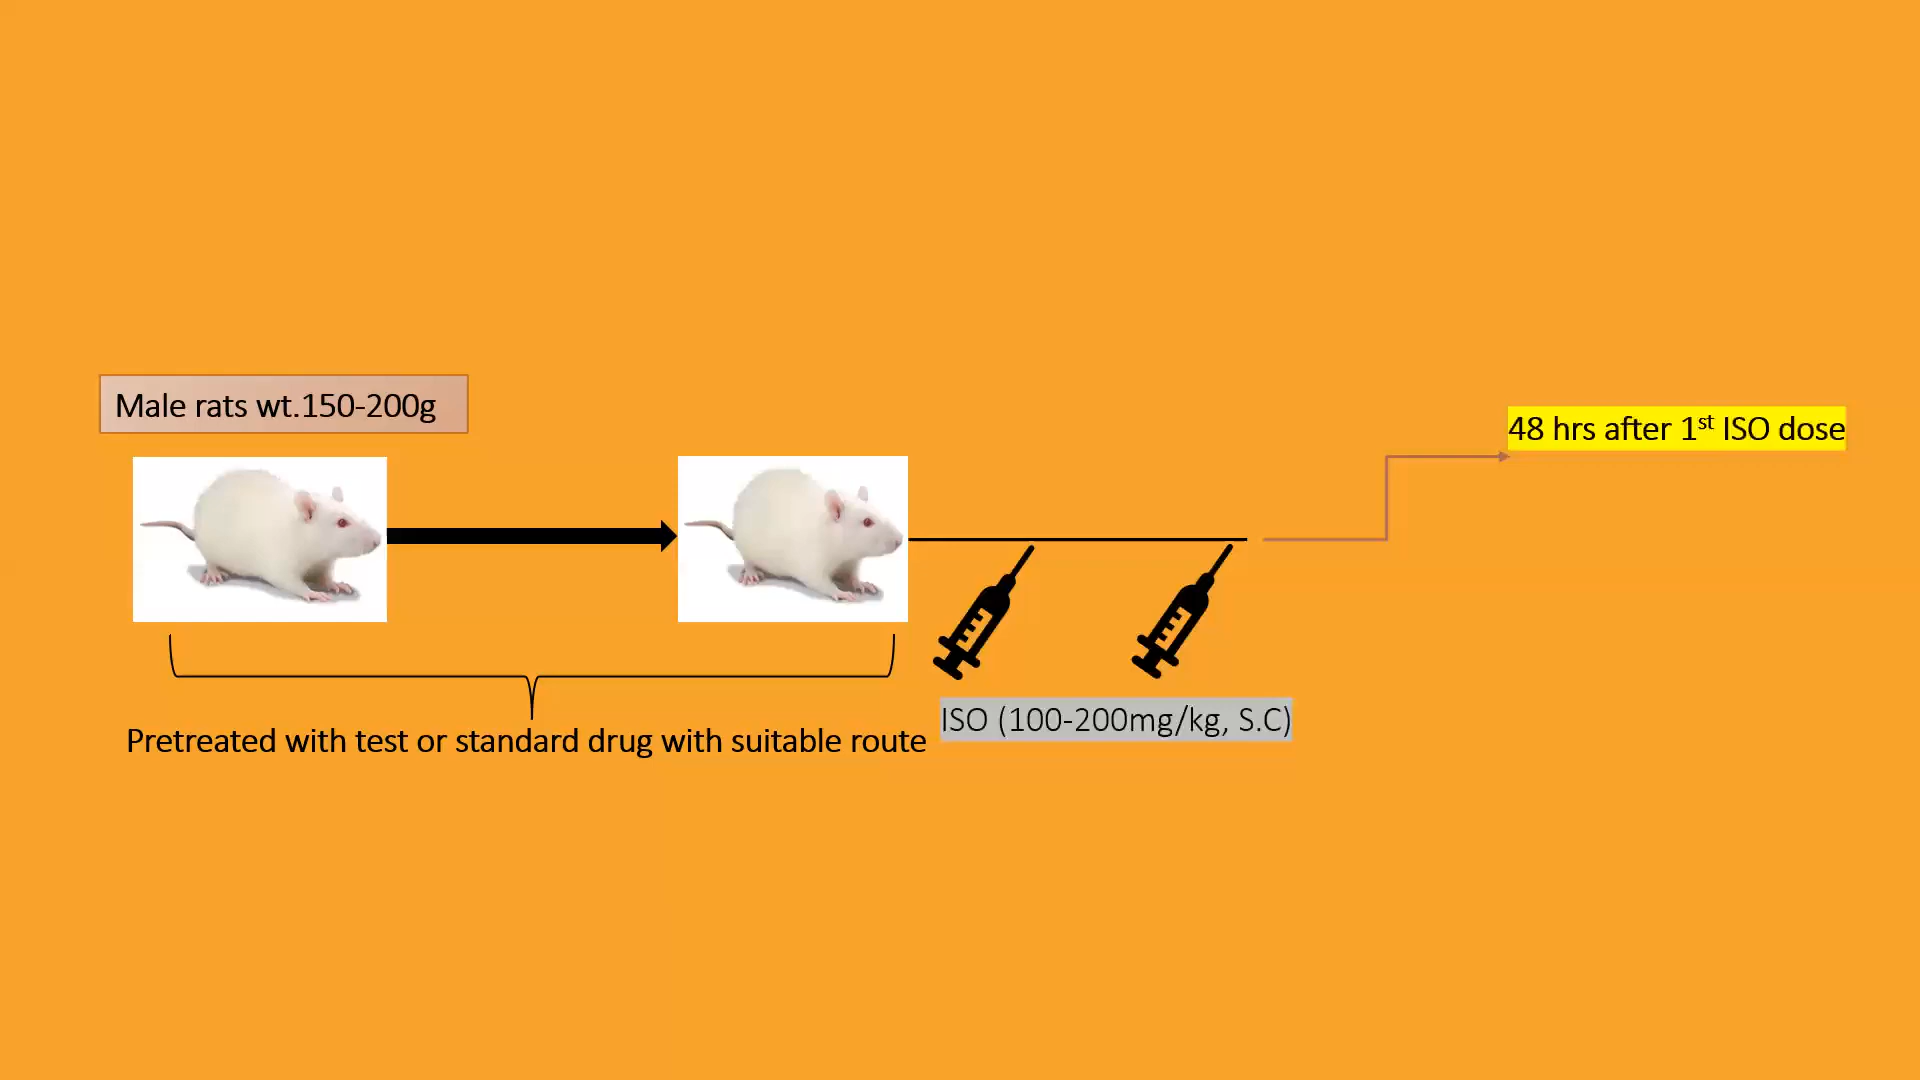 Male rats wt.150-200g
48 hrs after 1st ISO dose
ISO (100-200mg/kg, S.C)
Pretreated with test or standard drug with suitable route